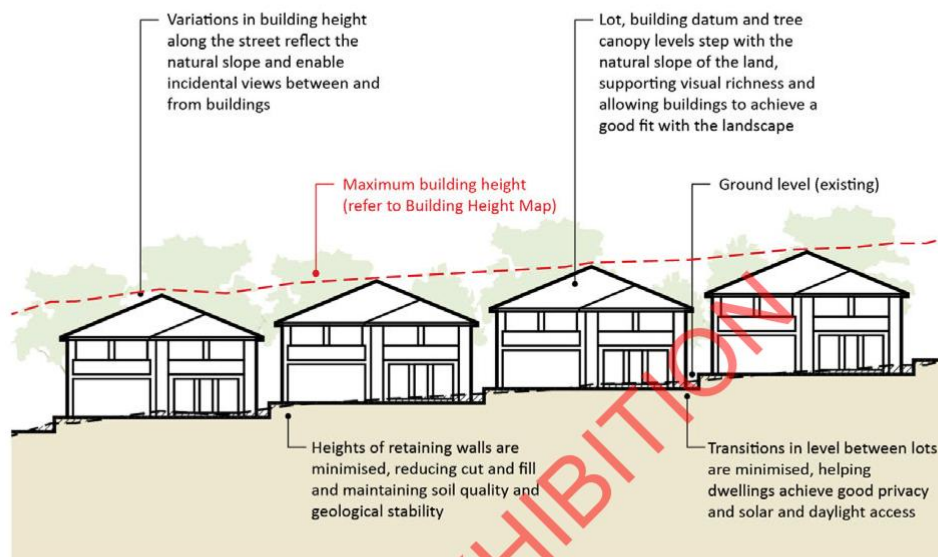 Variations in building height
along the street reflect the
natural slope and enable
incidental views between and
from buildings
Lot, building datum and tree
canopy levels step with the
natural slope of the land,
supporting visual richness and
allowing buildings to achieve a
good fit with the landscape
Maximum building height
(refer to Building Height Map)
Ground level (existing)
Heights of retaining walls are
minimised, reducing cut and fill
and maintaining soil quality and
geological stability
Transitions in level between lots
are minimised, helping
dwellings achieve good privacy
and solar and daylight access
HIBITION